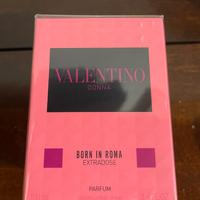 VALENTINO
DONNA
BORN IN ROMA
EXTRADOSE
PARFUM